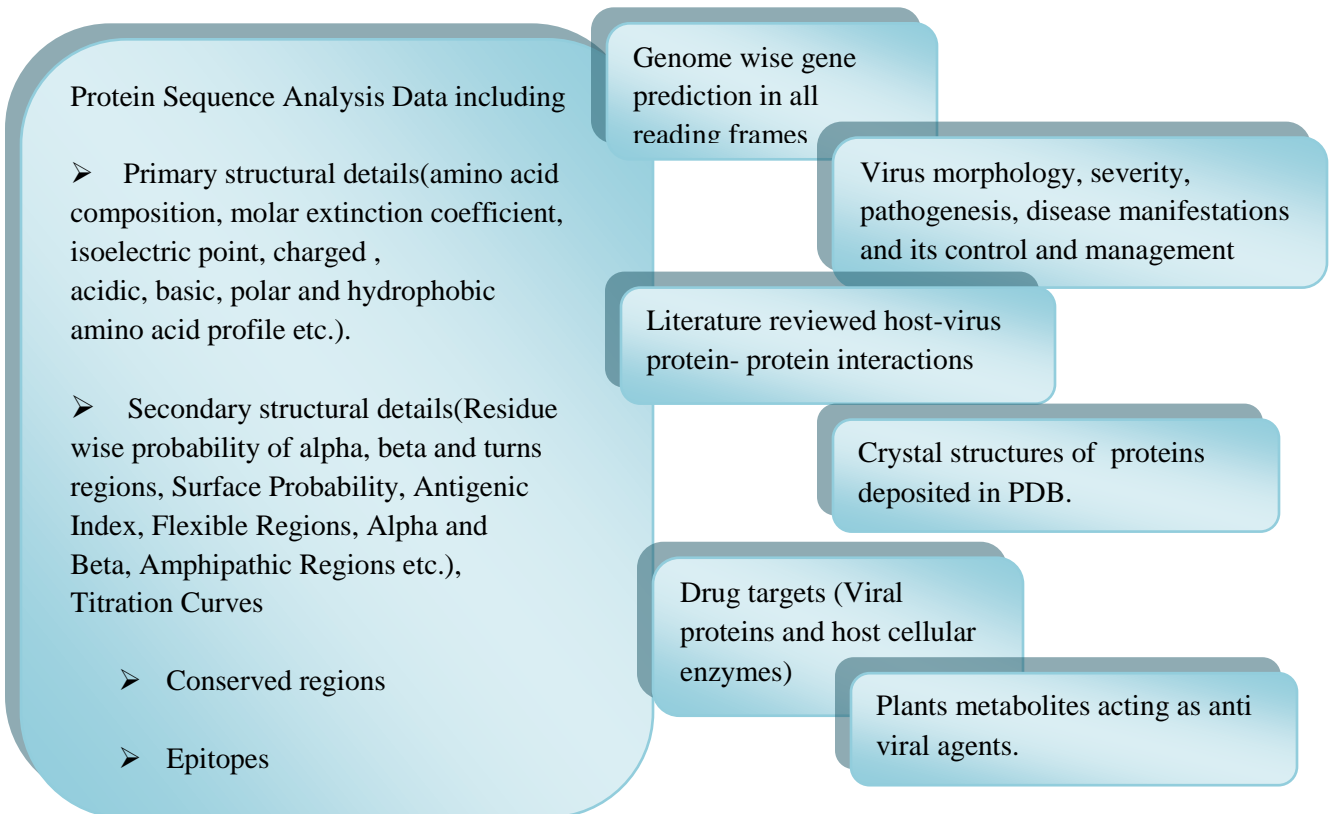 Protein Sequence Analysis Data including
➢ Primary structural details(amino acid
composition, molar extinction coefficient,
isoelectric point, charged ,
acidic, basic, polar and hydrophobic
amino acid profile etc.).
➢ Secondary structural details(Residue
wise probability of alpha, beta and turns
regions, Surface Probability, Antigenic
Index, Flexible Regions, Alpha and
Beta, Amphipathic Regions etc.),
Titration Curves
➢ Conserved regions
➢ Epitopes
Genome wise gene
prediction in all
reading frames
Virus morphology, severity,
pathogenesis, disease manifestations
and its control and management
Literature reviewed host-virus
protein- protein interactions
Crystal structures of proteins
deposited in PDB.
Drug targets (Viral
proteins and host cellular
enzymes)
Plants metabolites acting as anti
viral agents.